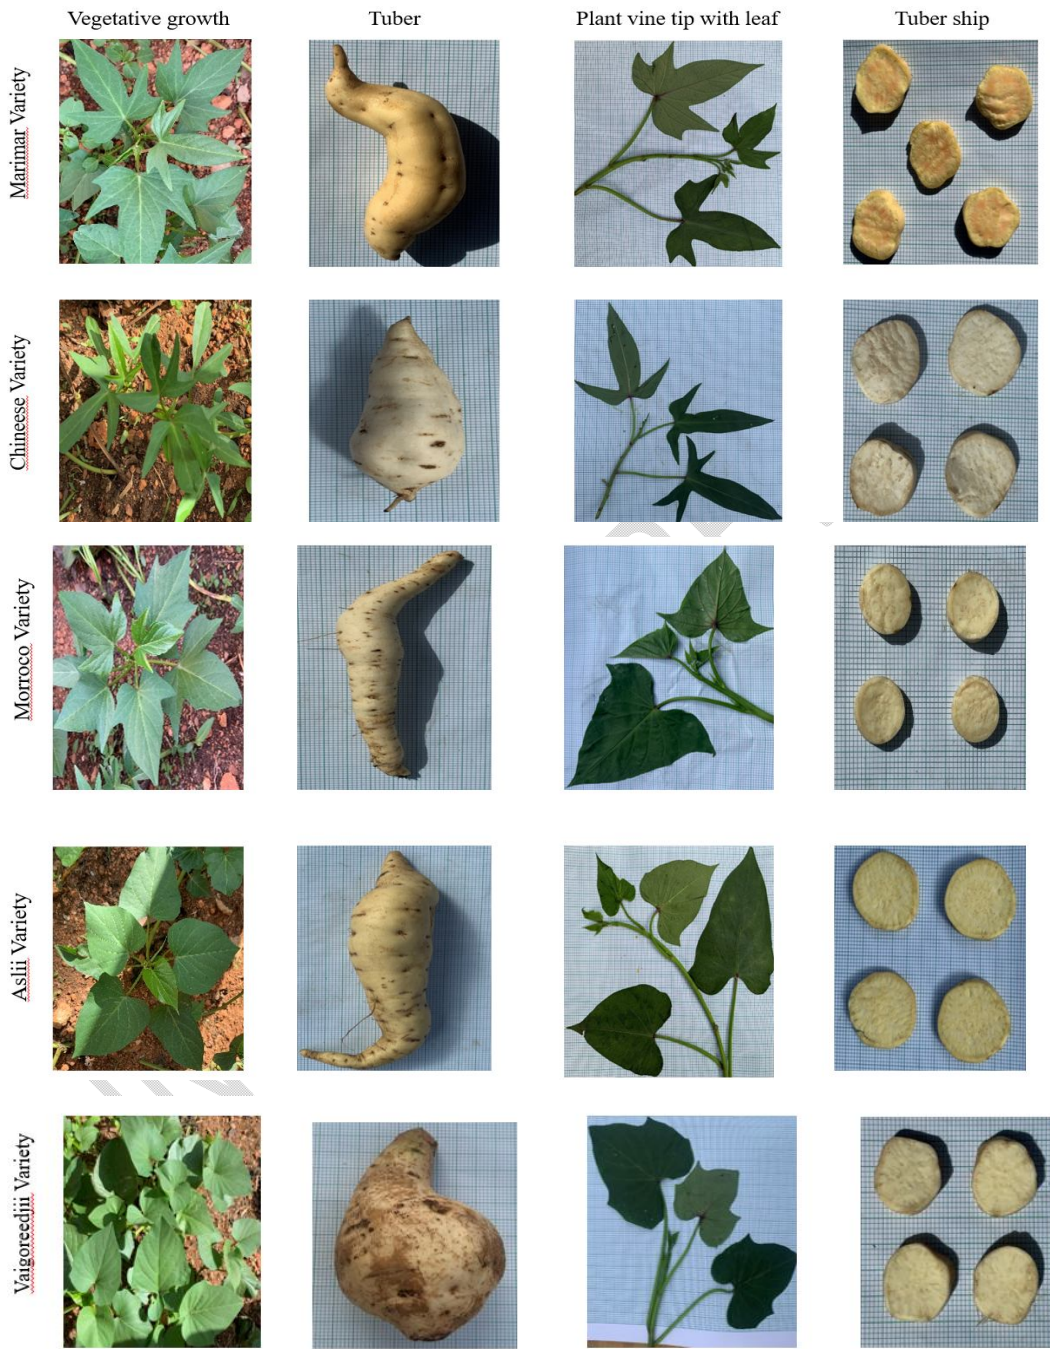 Vegetative growth
Tuber
Plant vine tip with leaf
Tuber ship
Marimar Variety
Chineese Variety
Morroco Variety
Aslii Variety
Vaigoreedjii Variety